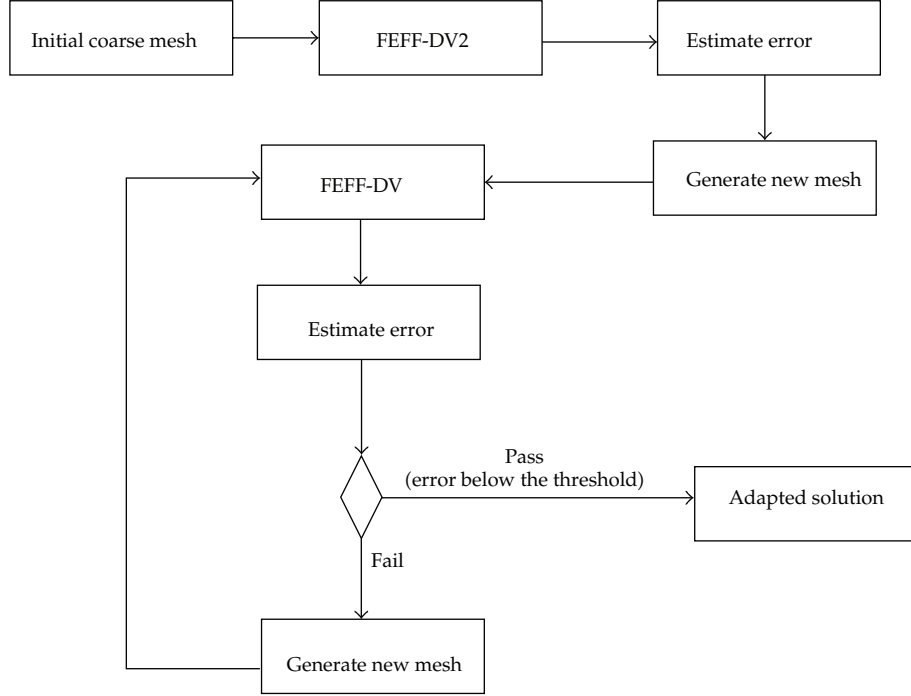 Initial coarse mesh
FEFF-DV2
Estimate error
Generate new mesh
FEFF-DV
Estimate error
Pass
(error below the threshold)
Adapted solution
Fail
Generate new mesh